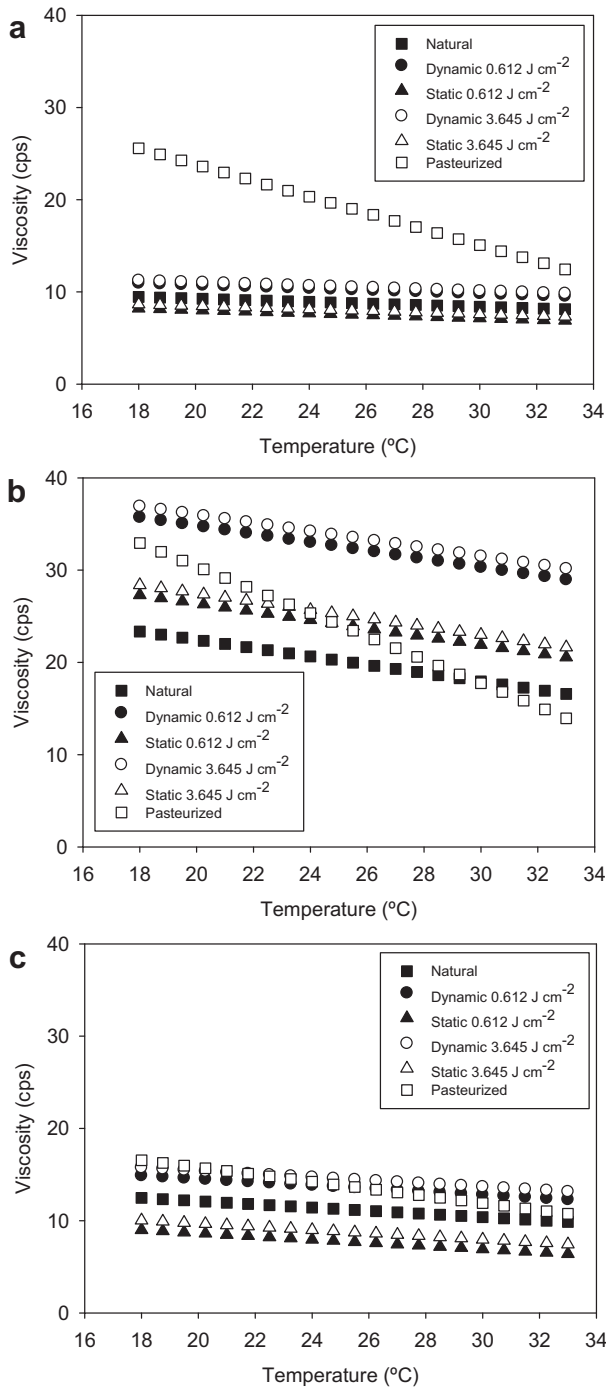 a
40
30
20
10
0
Viscosity (cps)
Natural
Dynamic 0.612 J cm⁻²
Static 0.612 J cm⁻²
Dynamic 3.645 J cm⁻²
Static 3.645 J cm⁻²
Pasteurized
16 18 20 22 24 26 28 30 32 34
Temperature (ºC)
b
40
30
20
10
0
Viscosity (cps)
Natural
Dynamic 0.612 J cm⁻²
Static 0.612 J cm⁻²
Dynamic 3.645 J cm⁻²
Static 3.645 J cm⁻²
Pasteurized
16 18 20 22 24 26 28 30 32 34
Temperature (ºC)
c
40
30
20
10
0
Viscosity (cps)
Natural
Dynamic 0.612 J cm⁻²
Static 0.612 J cm⁻²
Dynamic 3.645 J cm⁻²
Static 3.645 J cm⁻²
Pasteurized
16 18 20 22 24 26 28 30 32 34
Temperature (ºC)